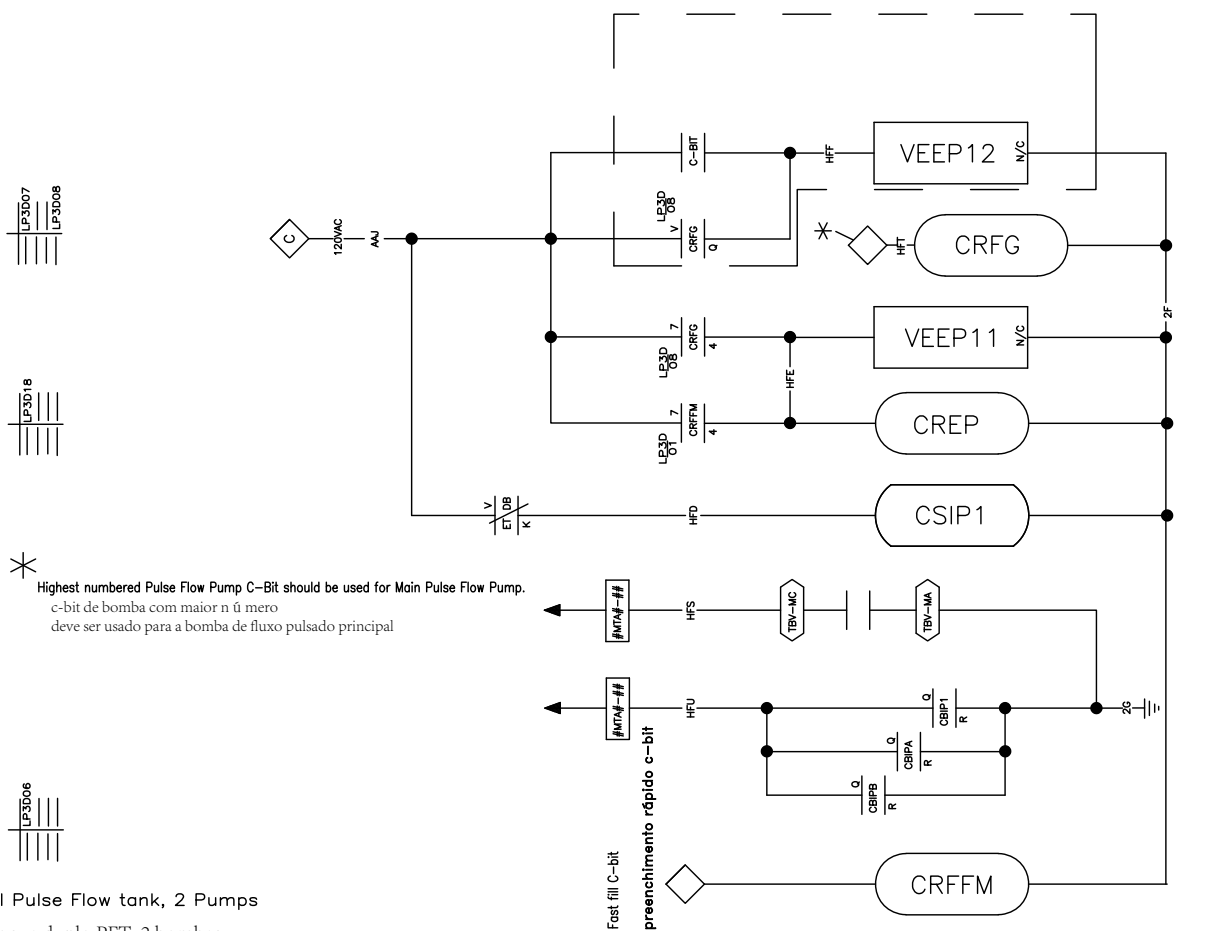 C-BIT
HFF
VEEP12
N/C
LP3D07
LP3D08
LP3D
08
C
120VAC
AAJ
V
CRFG
Q
HFT
CRFG
2F
7
CRFG
4
LP3D
08
VEEP11
N/C
HFE
LP3D18
7
CRFFM
4
LP3D
01
CREP
V
ET DB
K
HFD
CSIP1
Highest numbered Pulse Flow Pump C-Bit should be used for Main Pulse Flow Pump.
c-bit de bomba com maior n ú mero
deve ser usado para a bomba de fluxo pulsado principal
#MTA#-##
HFS
TBV-MC
TBV-MA
#MTA#-##
HFU
Q
CBIP1
R
2G
Q
CBIPA
R
Q
CBIPB
R
LP3D06
Fast fill C-bit
preenchimento rápido c-bit
CRFFM
l Pulse Flow tank, 2 Pumps